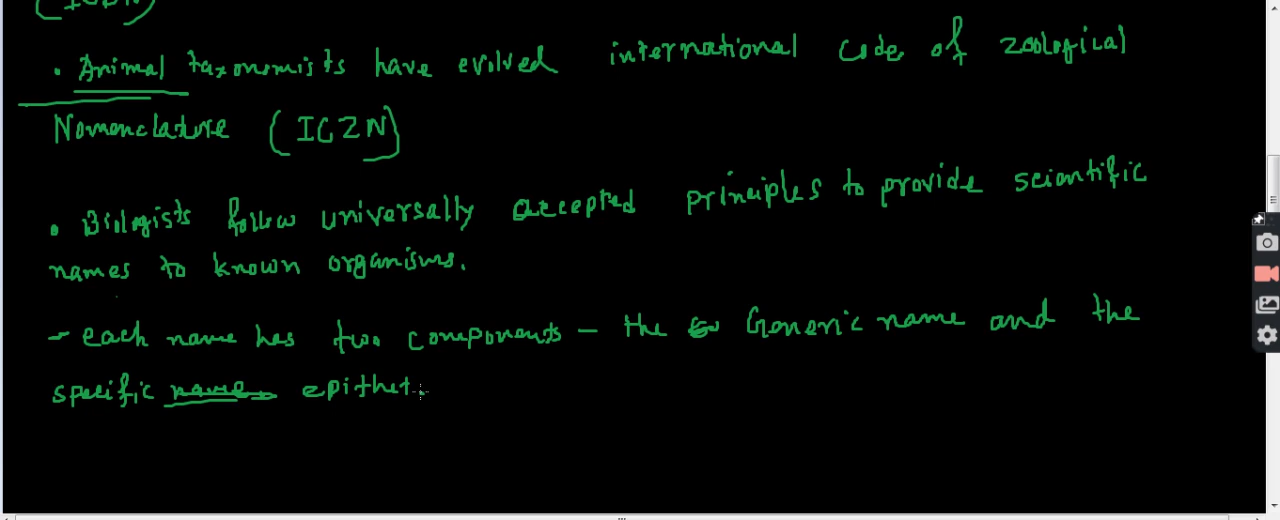 • Animal taxonomists have evolved international code of zoological
Nomenclature (ICZN)
• Biologists follow universally accepted principles to provide scientific
names to known organisms.
- each name has two components - the Generic name and the
specific name epithet.